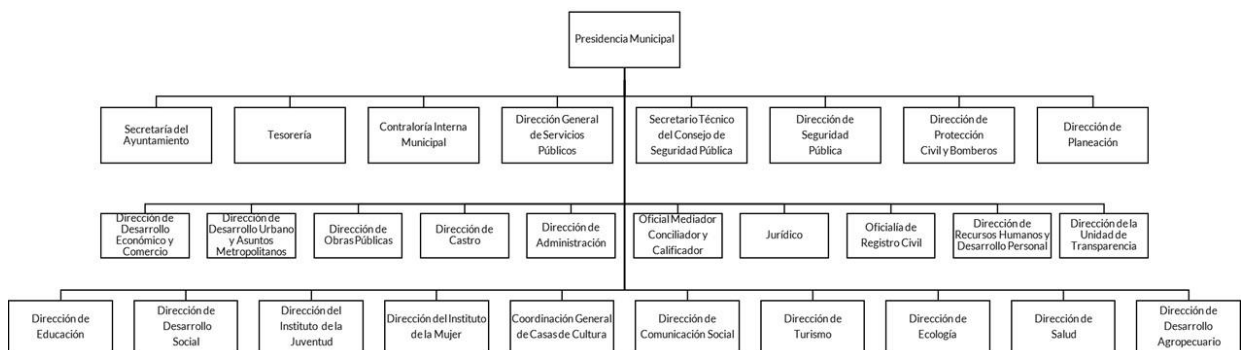 Presidencia Municipal
Secretaría del
Ayuntamiento
Tesorería
Contraloría Interna
Municipal
Dirección General
de Servicios
Públicos
Secretario Técnico
del Consejo de
Seguridad Pública
Dirección de
Seguridad
Pública
Dirección de
Protección
Civil y Bomberos
Dirección de
Planeación
Dirección de
Desarrollo
Económico y
Comercio
Dirección de
Desarrollo Urbano
y Asuntos
Metropolitanos
Dirección de
Obras Públicas
Dirección de
Castro
Dirección de
Administración
Oficial Mediador
Conciliador y
Calificador
Jurídico
Oficialía de
Registro Civil
Dirección de
Recursos Humanos y
Desarrollo Personal
Dirección de la
Unidad de
Transparencia
Dirección de
Educación
Dirección de
Desarrollo
Social
Dirección del
Instituto de la
Juventud
Dirección del Instituto
de la Mujer
Coordinación General
de Casas de Cultura
Dirección de
Comunicación Social
Dirección de
Turismo
Dirección de
Ecología
Dirección de
Salud
Dirección de
Desarrollo
Agropecuario